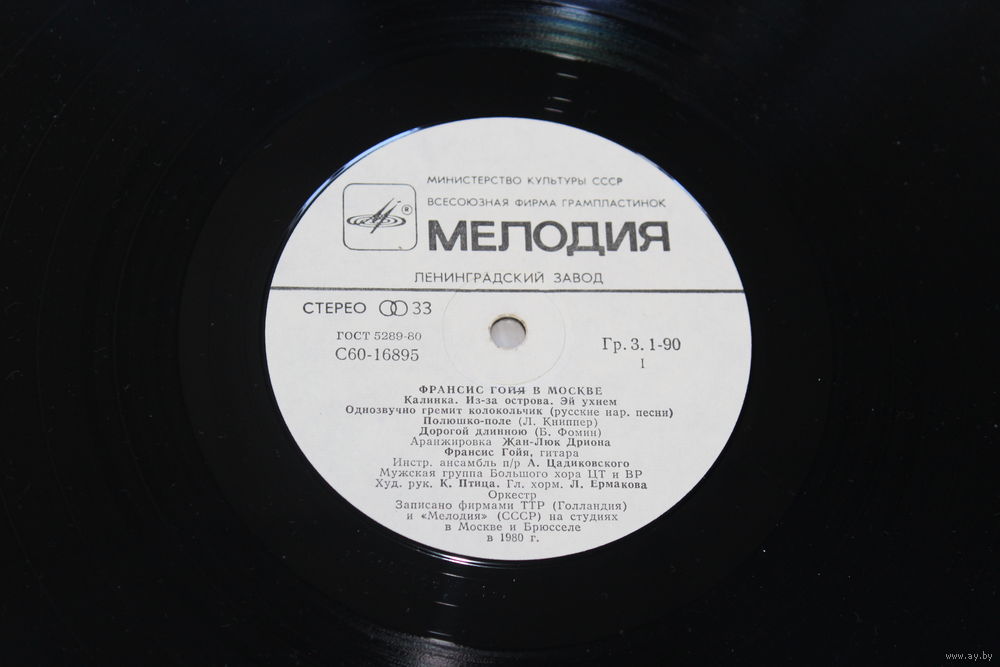 МИНИСТЕРСТВО КУЛЬТУРЫ СССР
ВСЕСОЮЗНАЯ ФИРМА ГРАМПЛАСТИНОК
®
МЕЛОДИЯ
ЛЕНИНГРАДСКИЙ ЗАВОД
СТЕРЕО 33
ГОСТ 5289-80
С60-16895
Гр. 3. 1-90
I
ФРАНСИС ГОЙЯ В МОСКВЕ
Калинка. Из-за острова. Эй ухнем
Однозвучно гремит колокольчик (русские нар. песни)
Полюшко-поле (Л. Книппер)
Дорогой длинною (Б. Фомин)
Аранжировка Жан-Люк Дриона
Франсис Гойя, гитара
Инстр. ансамбль п/р А. Цадиковского
Мужская группа Большого хора ЦТ и ВР
Худ. рук. К. Птица. Гл. хорм. Л. Ермакова
Оркестр
Записано фирмами ТТР (Голландия)
и «Мелодия» (СССР) на студиях
в Москве и Брюсселе
в 1980 г.
www.ay.by